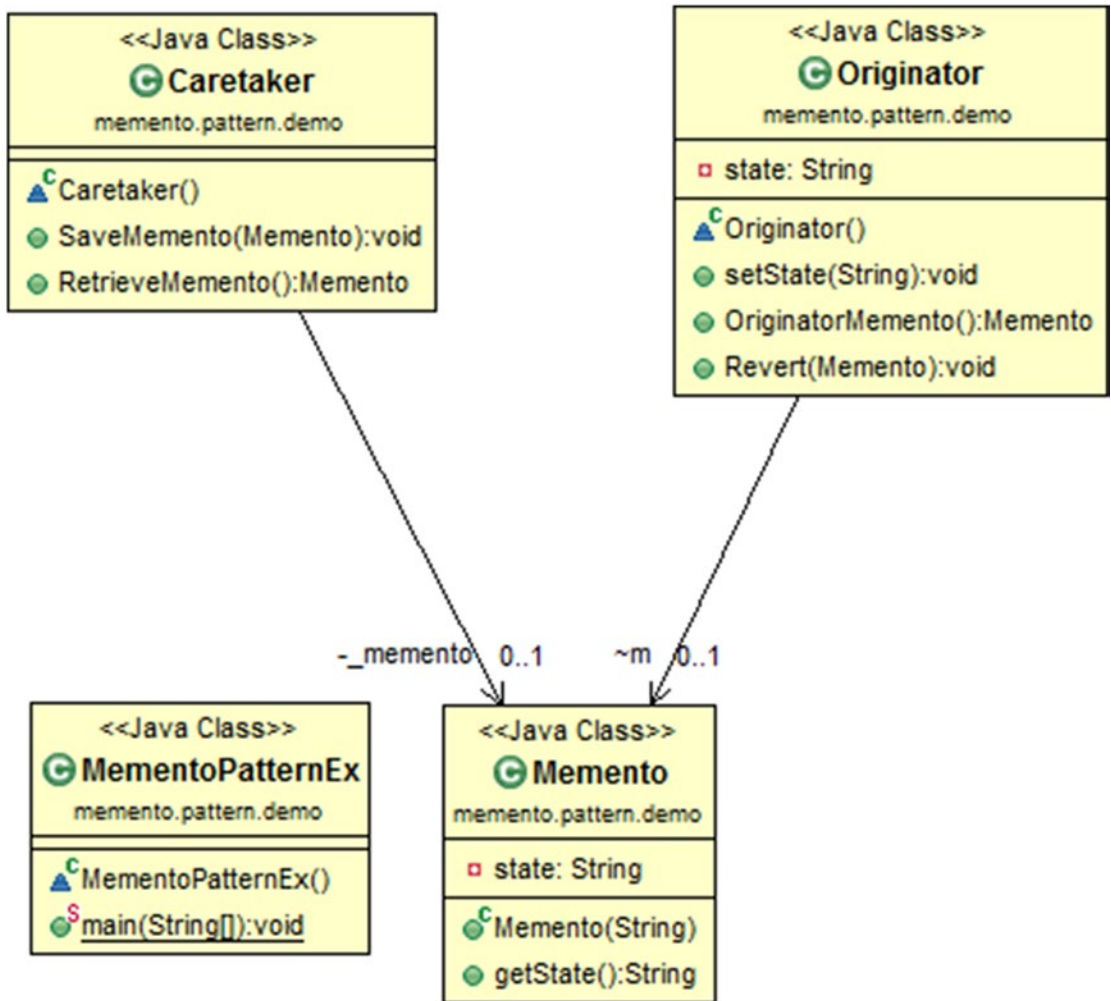 <<Java Class>>
Caretaker
memento.pattern.demo
Caretaker()
SaveMemento(Memento):void
RetrieveMemento():Memento
<<Java Class>>
Originator
memento.pattern.demo
state: String
Originator()
setState(String):void
OriginatorMemento():Memento
Revert(Memento):void
-_memento 0..1
~m 0..1
<<Java Class>>
MementoPatternEx
memento.pattern.demo
MementoPatternEx()
main(String[]):void
<<Java Class>>
Memento
memento.pattern.demo
state: String
Memento(String)
getState():String